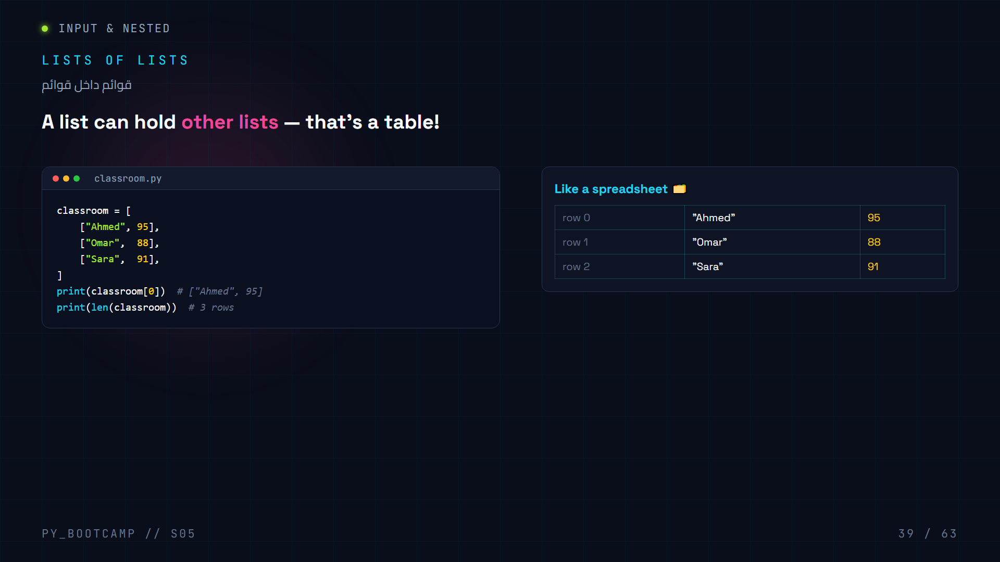 INPUT & NESTED
LISTS OF LISTS
قوائم داخل قوائم
A list can hold other lists — that’s a table!
classroom.py
classroom = [
    ["Ahmed", 95],
    ["Omar",  88],
    ["Sara",  91],
]
print(classroom[0])  # ["Ahmed", 95]
print(len(classroom))  # 3 rows
Like a spreadsheet 🗂️
row 0 ”Ahmed” 95
row 1 ”Omar” 88
row 2 ”Sara” 91
PY_BOOTCAMP // S05
39 / 63